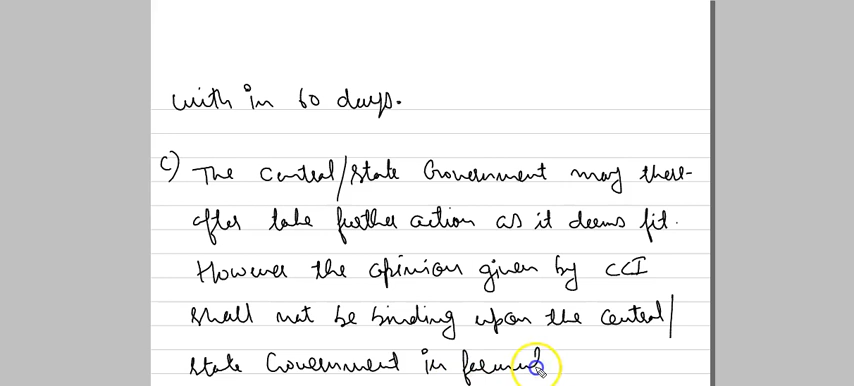 with in 60 days.
c) The Central/State Government may there-
after take further action as it deems fit.
However the opinion given by CCI
shall not be binding upon the Central/
State Government in